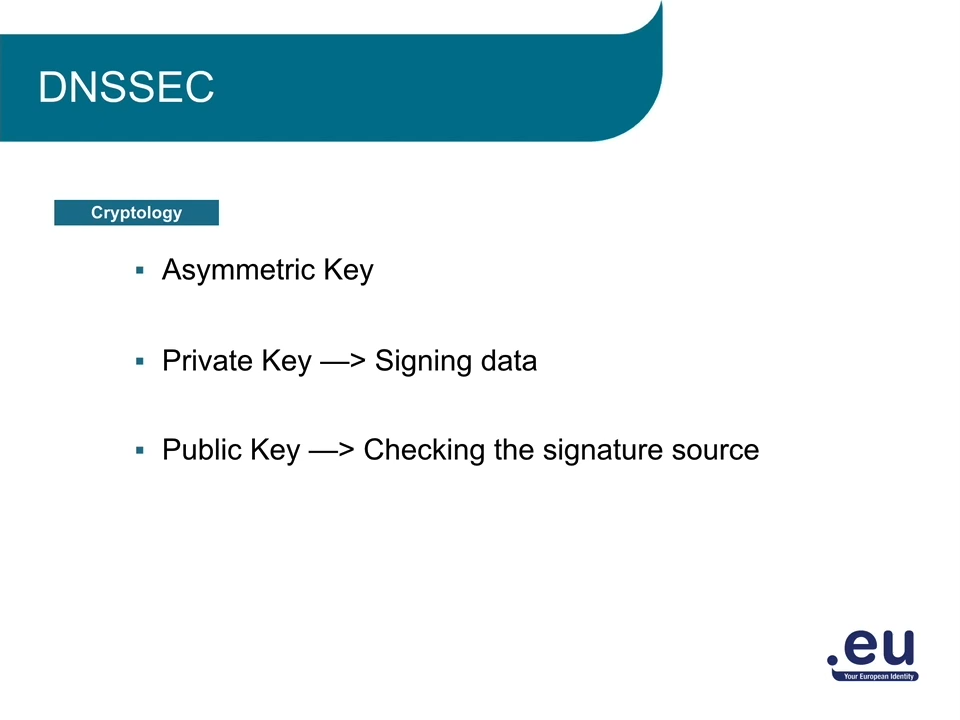 DNSSEC
Cryptology
▪ Asymmetric Key
▪ Private Key —> Signing data
▪ Public Key —> Checking the signature source
.eu
Your European Identity